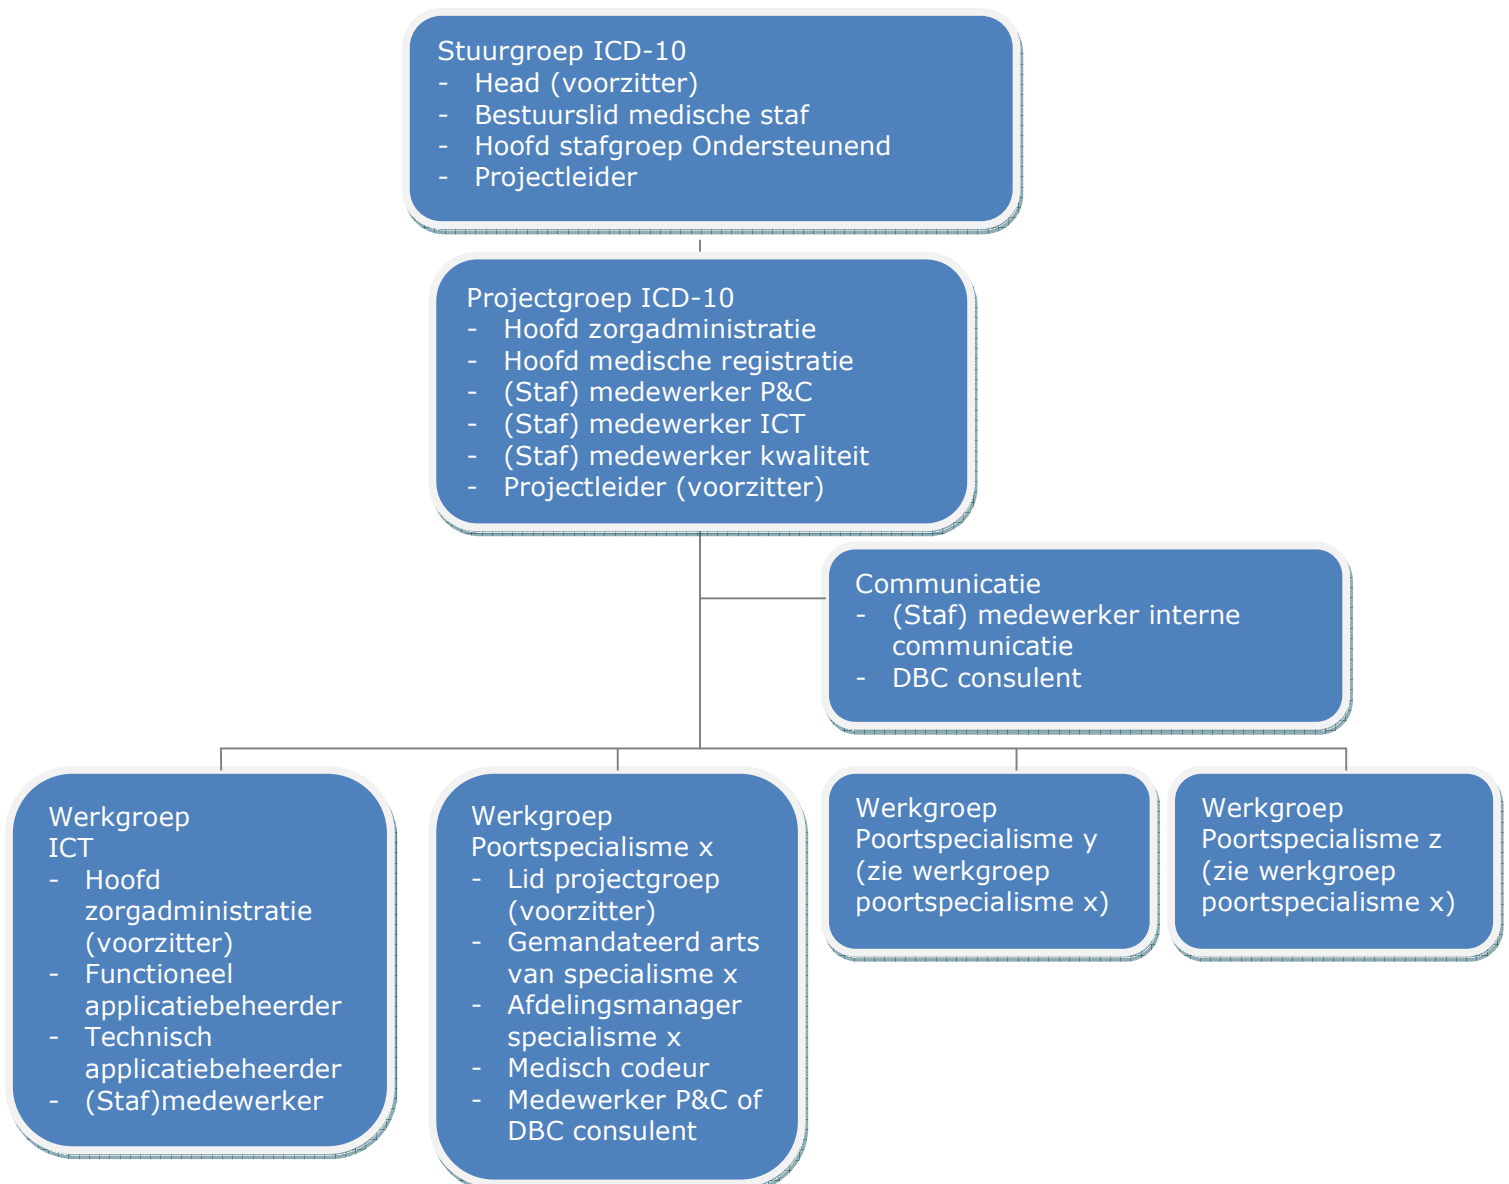 Stuurgroep ICD-10
- Head (voorzitter)
- Bestuurslid medische staf
- Hoofd stafgroep Ondersteunend
- Projectleider
Projectgroep ICD-10
- Hoofd zorgadministratie
- Hoofd medische registratie
- (Staf) medewerker P&C
- (Staf) medewerker ICT
- (Staf) medewerker kwaliteit
- Projectleider (voorzitter)
Communicatie
- (Staf) medewerker interne
communicatie
- DBC consulent
Werkgroep
ICT
- Hoofd
zorgadministratie
(voorzitter)
- Functioneel
applicatiebeheerder
- Technisch
applicatiebeheerder
- (Staf)medewerker
Werkgroep
Poortspecialisme x
- Lid projectgroep
(voorzitter)
- Gemandateerd arts
van specialisme x
- Afdelingsmanager
specialisme x
- Medisch codeur
- Medewerker P&C of
DBC consulent
Werkgroep
Poortspecialisme y
(zie werkgroep
poortspecialisme x)
Werkgroep
Poortspecialisme z
(zie werkgroep
poortspecialisme x)